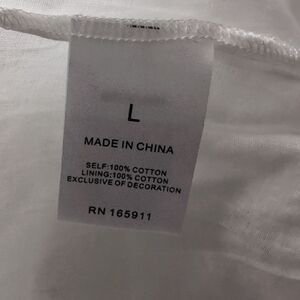 L
MADE IN CHINA
SELF:100% COTTON
LINING:100% COTTON
EXCLUSIVE OF DECORATION
RN 165911